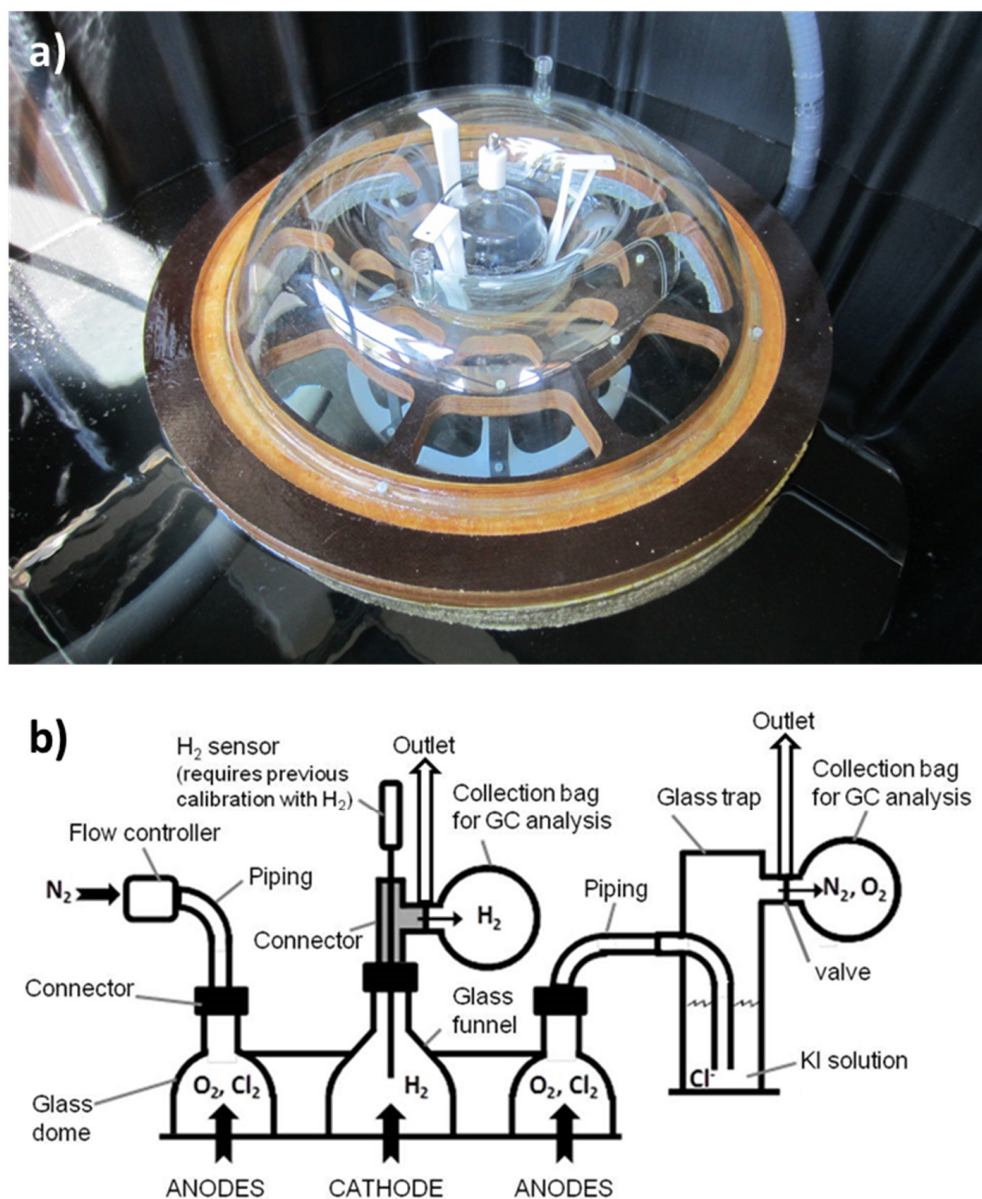 a)
b)
H2 sensor
(requires previous
calibration with H2)
Outlet
Collection bag
for GC analysis
Outlet
Collection bag
for GC analysis
Glass trap
Flow controller
N2
Piping
Connector
H2
Piping
N2, O2
valve
Connector
Glass
funnel
KI solution
Cl-
O2, Cl2
H2
O2, Cl2
Glass
dome
ANODES
CATHODE
ANODES